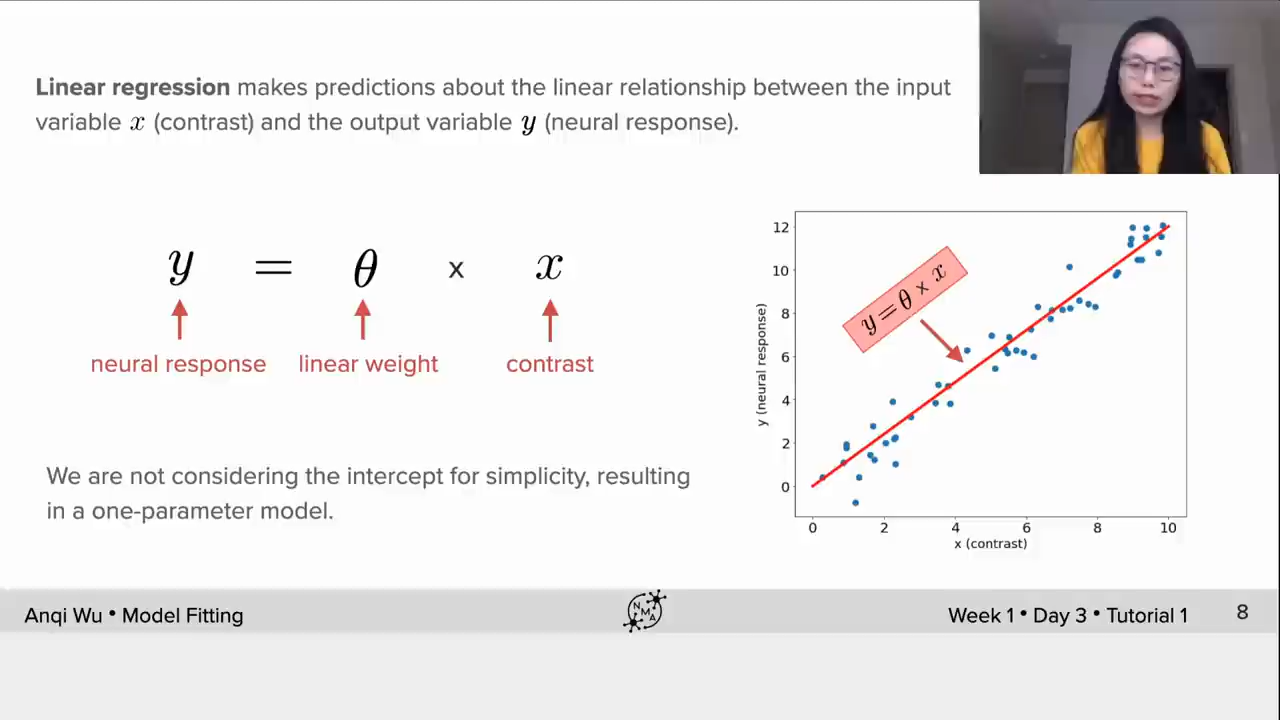 Linear regression makes predictions about the linear relationship between the input
variable x (contrast) and the output variable y (neural response).
y = θ x x
neural response linear weight contrast
We are not considering the intercept for simplicity, resulting
in a one-parameter model.
y = θ × x
y (neural response)
12
10
8
6
4
2
0
0 2 4 6 8 10
x (contrast)
Anqi Wu • Model Fitting
NMA
Week 1 • Day 3 • Tutorial 1
8